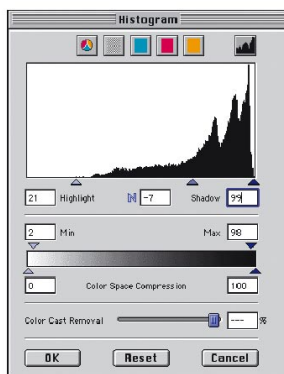 Histogram
21 Highlight -7 Shadow 99
2 Min Max 98
0 Color Space Compression 100
Color Cast Removal --- %
OK Reset Cancel